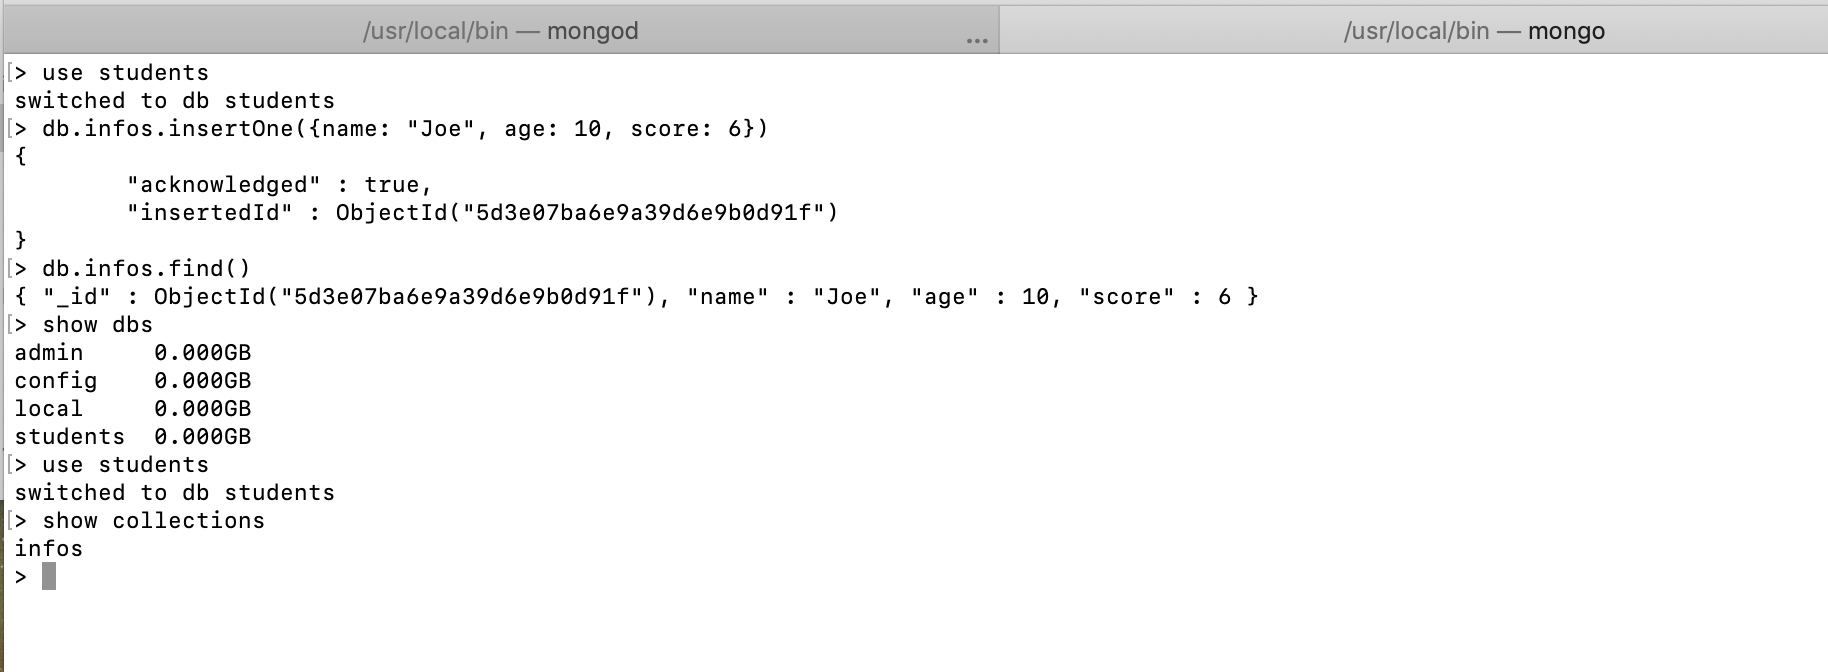 /usr/local/bin — mongod ... /usr/local/bin — mongo
[> use students
switched to db students
[> db.infos.insertOne({name: "Joe", age: 10, score: 6})
{
        "acknowledged" : true,
        "insertedId" : ObjectId("5d3e07ba6e9a39d6e9b0d91f")
}
[> db.infos.find()
{ "_id" : ObjectId("5d3e07ba6e9a39d6e9b0d91f"), "name" : "Joe", "age" : 10, "score" : 6 }
[> show dbs
admin     0.000GB
config    0.000GB
local     0.000GB
students  0.000GB
[> use students
switched to db students
[> show collections
infos
>